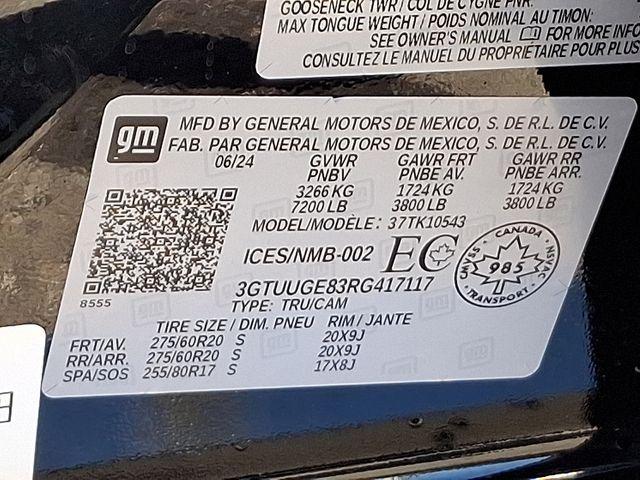 GOOSENECK TWR / COL DE CYGNE PNR:
MAX TONGUE WEIGHT / POIDS NOMINAL AU TIMON:
SEE OWNER'S MANUAL FOR MORE INFO
CONSULTEZ LE MANUEL DU PROPRIÉTAIRE POUR PLUS
gm
MFD BY GENERAL MOTORS DE MEXICO, S. DE R.L. DE C.V.
FAB. PAR GENERAL MOTORS DE MEXICO, S. DE R.L. DE C.V.
06/24 GVWR GAWR FRT GAWR RR
PNBV PNBE AV. PNBE ARR.
3266 KG 1724 KG 1724 KG
7200 LB 3800 LB 3800 LB
MODEL/MODÈLE: 37TK10543
ICES/NMB-002 EC
CANADA
CMVSS 985 NSVAC
TRANSPORT
8555
3GTUUGE83RG417117
TYPE: TRU/CAM
TIRE SIZE / DIM. PNEU RIM / JANTE
FRT/AV. 275/60R20 S 20X9J
RR/ARR. 275/60R20 S 20X9J
SPA/SOS 255/80R17 S 17X8J